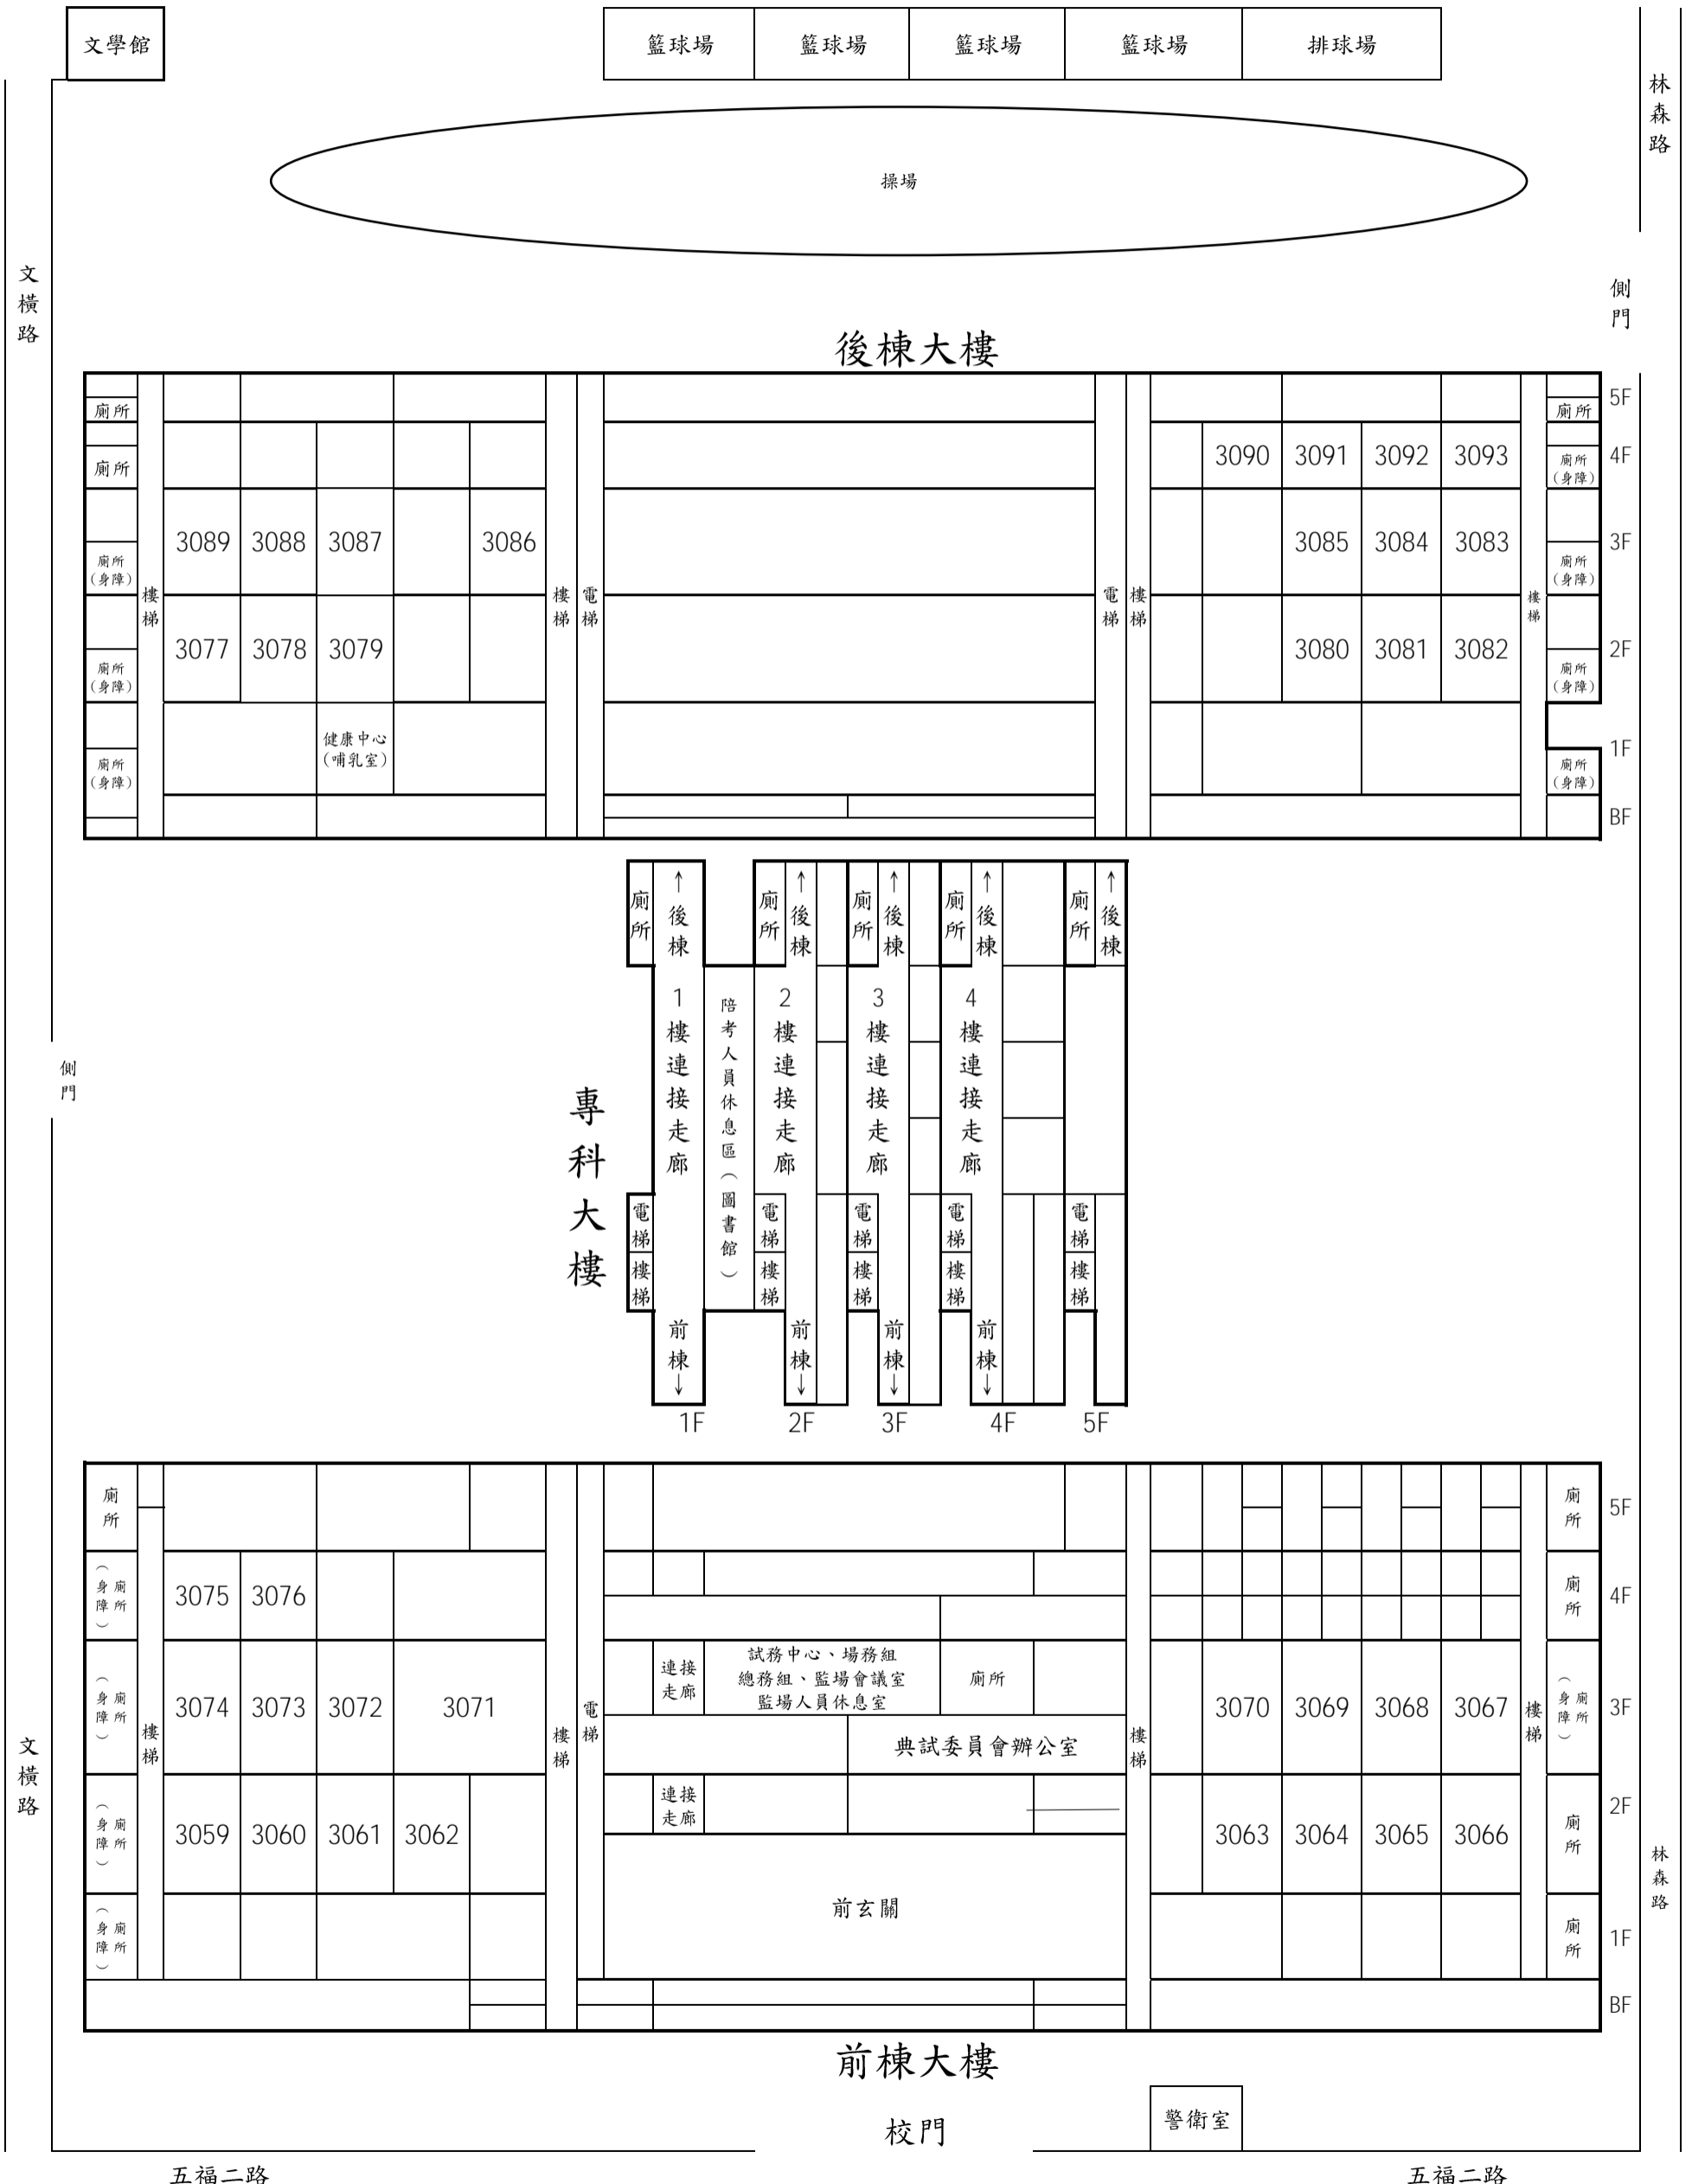 文學館
籃球場 籃球場 籃球場 籃球場 排球場
林森路
操場
文橫路
側門
後棟大樓
5F
廁所 廁所
4F
廁所 3090 3091 3092 3093 廁所(身障)
3F
3089 3088 3087 3086 3085 3084 3083
廁所(身障) 廁所(身障)
樓梯 樓梯 電梯 電梯 樓梯 樓梯
2F
3077 3078 3079 3080 3081 3082
廁所(身障) 廁所(身障)
1F
健康中心
(哺乳室)
廁所(身障) 廁所(身障)
BF
廁所 ↑後棟 廁所 ↑後棟 廁所 ↑後棟 廁所 ↑後棟 廁所 ↑後棟
1樓連接走廊
陪考人員休息區(圖書館)
2樓連接走廊
3樓連接走廊
4樓連接走廊
側門
專科大樓
電梯 電梯 電梯 電梯 電梯
樓梯 樓梯 樓梯 樓梯 樓梯
前棟↓ 前棟↓ 前棟↓ 前棟↓
1F 2F 3F 4F 5F
廁所 廁所 5F
廁所(身障) 3075 3076 廁所 4F
連接走廊
試務中心、場務組
總務組、監場會議室
監場人員休息室
廁所
廁所(身障) 3074 3073 3072 3071 3070 3069 3068 3067 廁所(身障) 3F
樓梯 樓梯 電梯 樓梯 樓梯
典試委員會辦公室
連接走廊
2F
廁所(身障) 3059 3060 3061 3062 3063 3064 3065 3066 廁所
文橫路
林森路
前玄關
廁所(身障) 廁所 1F
BF
前棟大樓
警衛室
校門
五福二路 五福二路